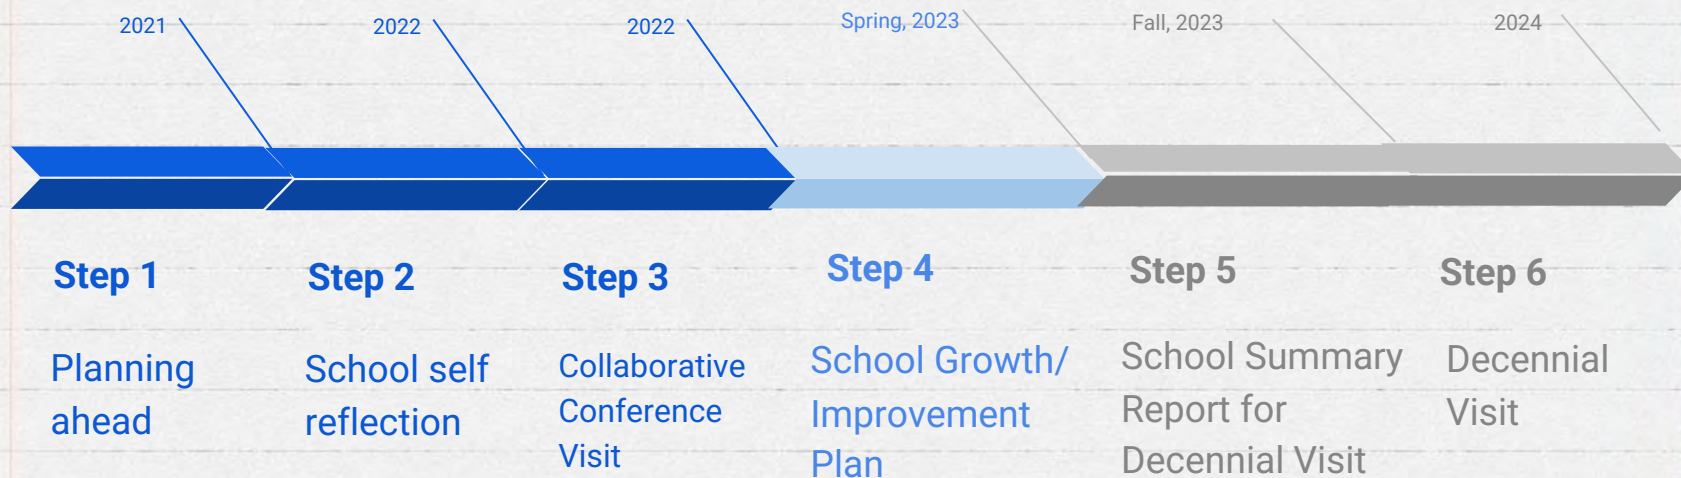 2021
2022
2022
Spring, 2023
Fall, 2023
2024
Step 1
Step 2
Step 3
Step 4
Step 5
Step 6
Planning
ahead
School self
reflection
Collaborative
Conference
Visit
School Growth/
Improvement
Plan
School Summary
Report for
Decennial Visit
Decennial
Visit